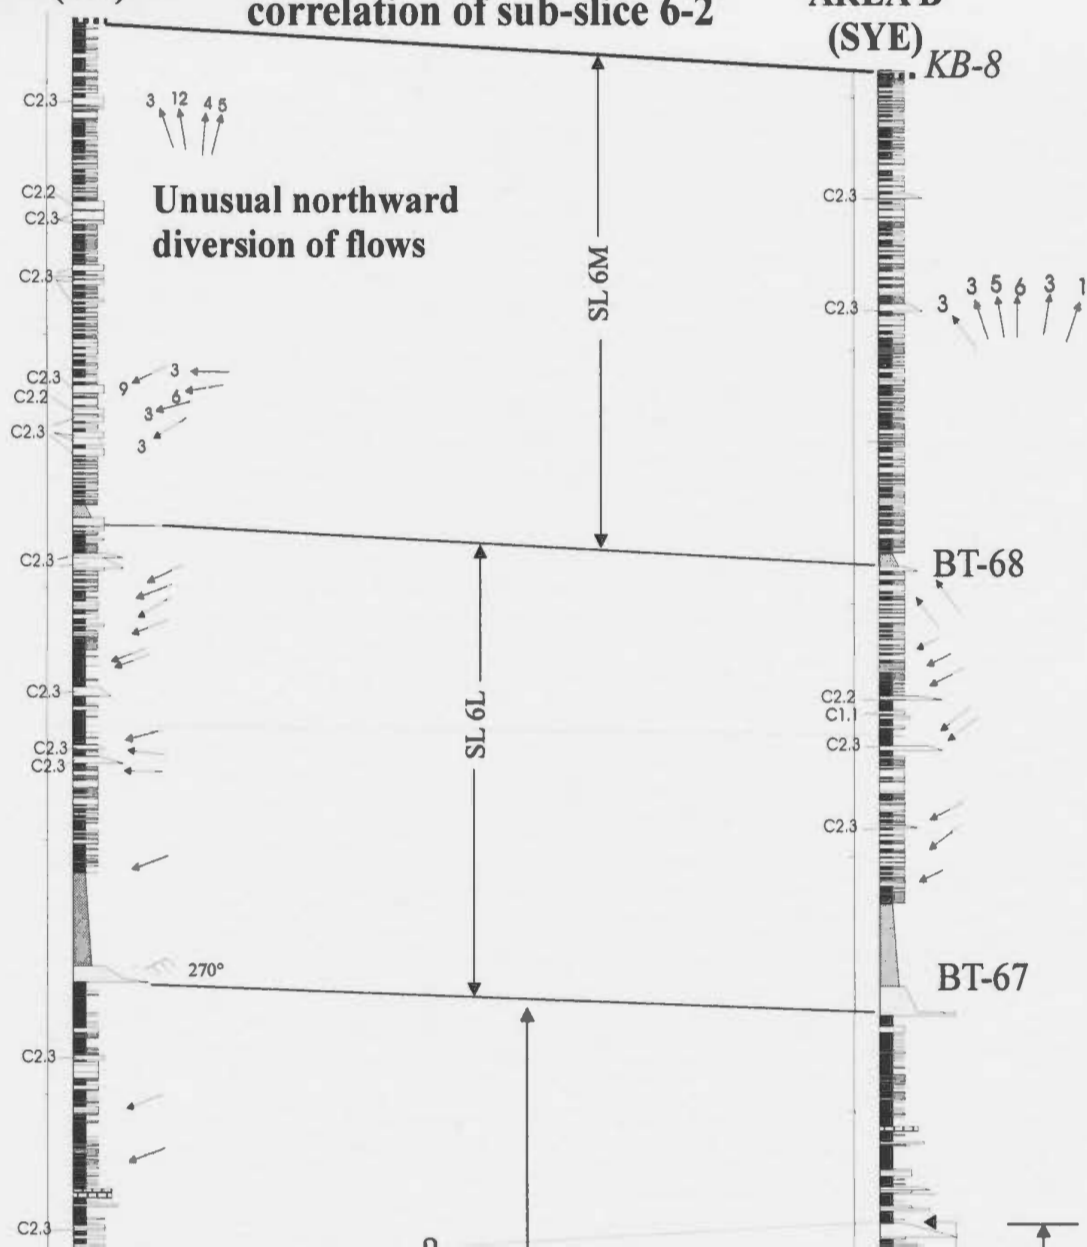 correlation of sub-slice 6-2
(SYE)
KB-8
C2.3
3 12 4 5
C2.2
C2.3
Unusual northward
diversion of flows
C2.3
SL 6M
C2.3
3 3 5 6 3 1
C2.3
C2.3
C2.2
C2.3
9 3
6
3
3
C2.3
BT-68
C2.3
SL 6L
C2.2
C1.1
C2.3
C2.3
C2.3
C2.3
270°
BT-67
C2.3
C2.3